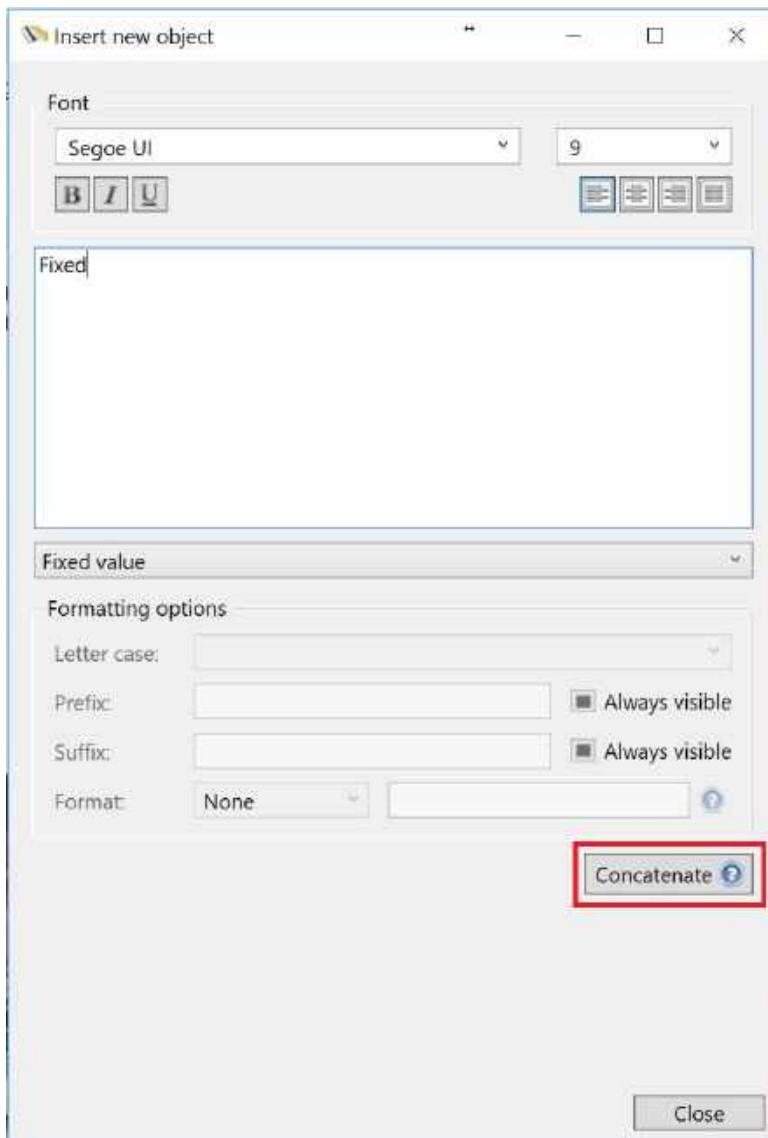 Insert new object
Font
Segoe UI 9
B I U
Fixed
Fixed value
Formatting options
Letter case:
Prefix: Always visible
Suffix: Always visible
Format: None
Concatenate ?
Close